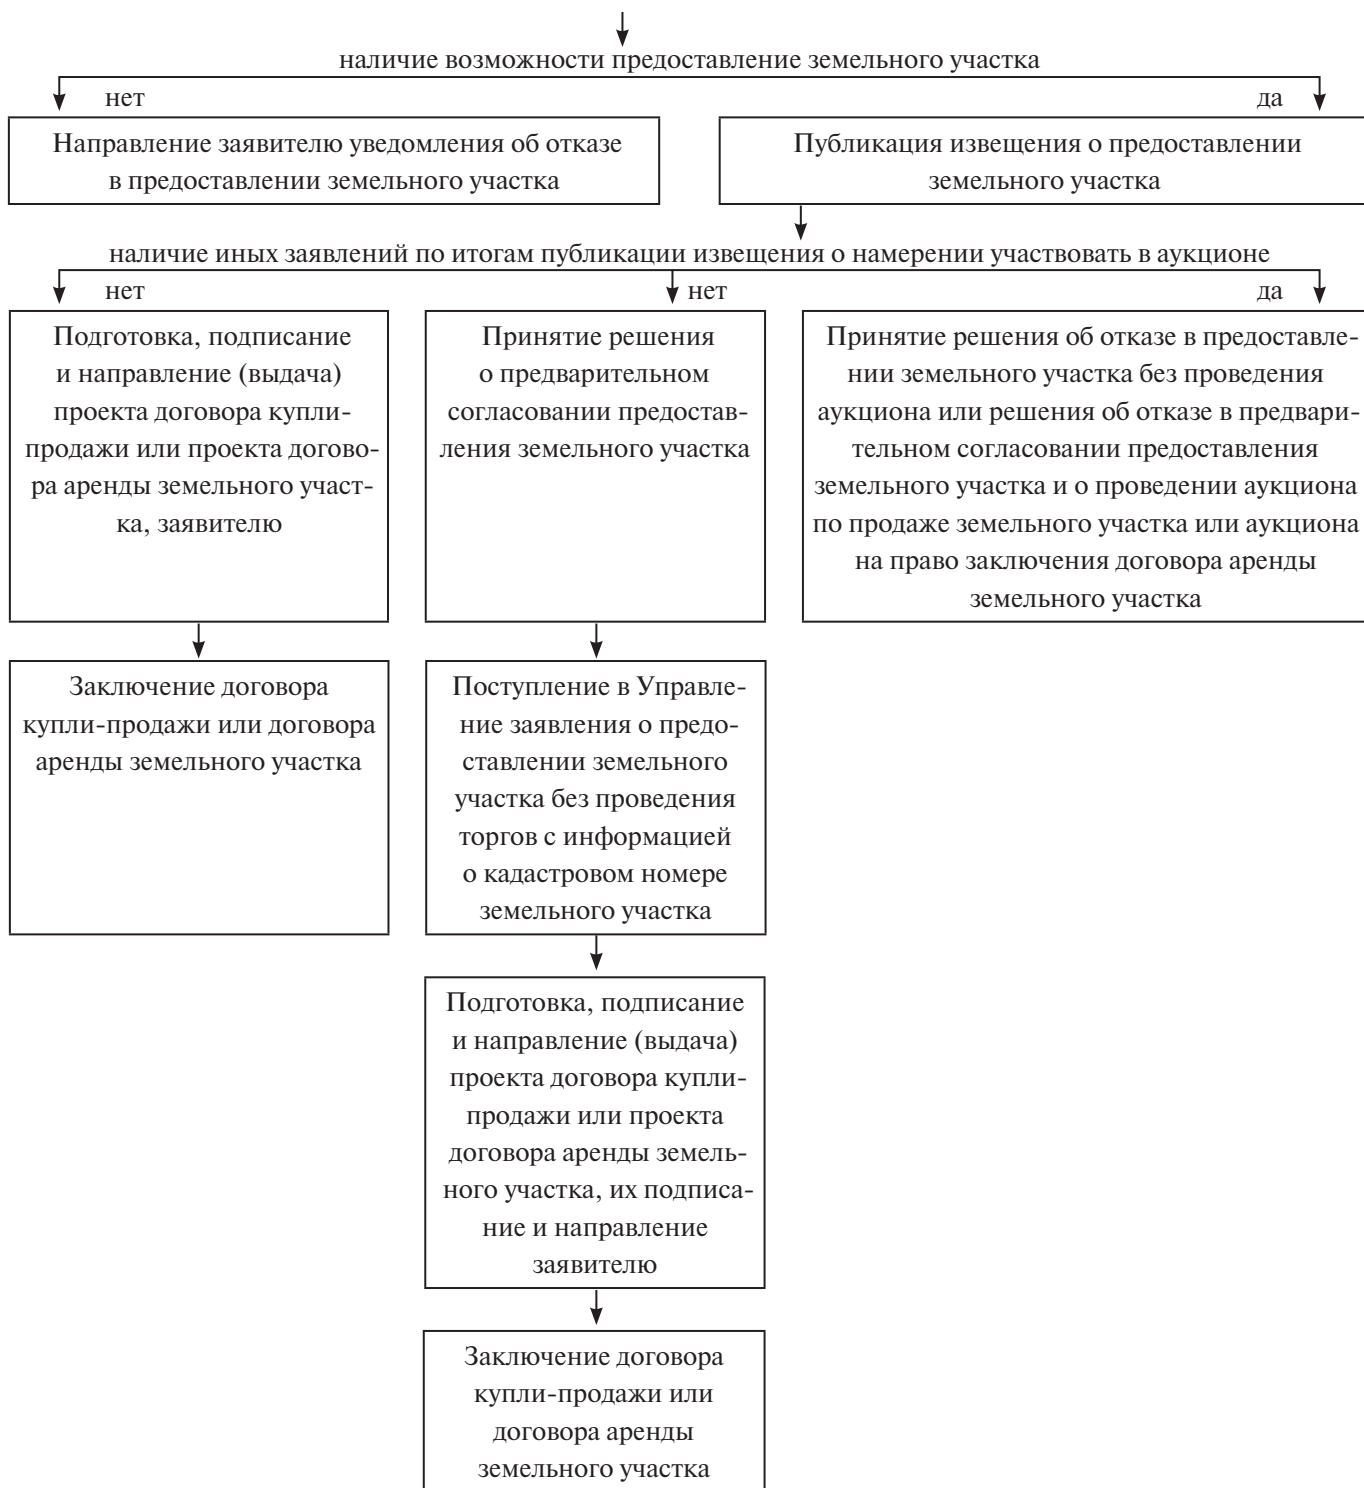 наличие возможности предоставление земельного участка
нет
да
Направление заявителю уведомления об отказе
в предоставлении земельного участка
Публикация извещения о предоставлении
земельного участка
наличие иных заявлений по итогам публикации извещения о намерении участвовать в аукционе
нет
нет
да
Подготовка, подписание
и направление (выдача)
проекта договора купли-
продажи или проекта догово-
ра аренды земельного участ-
ка, заявителю
Принятие решения
о предварительном
согласовании предостав-
ления земельного участка
Принятие решения об отказе в предоставле-
нии земельного участка без проведения
аукциона или решения об отказе в предвари-
тельном согласовании предоставления
земельного участка и о проведении аукциона
по продаже земельного участка или аукциона
на право заключения договора аренды
земельного участка
Заключение договора
купли-продажи или договора
аренды земельного участка
Поступление в Управле-
ние заявления о предо-
ставлении земельного
участка без проведения
торгов с информацией
о кадастровом номере
земельного участка
Подготовка, подписание
и направление (выдача)
проекта договора купли-
продажи или проекта
договора аренды земель-
ного участка, их подписа-
ние и направление
заявителю
Заключение договора
купли-продажи или
договора аренды
земельного участка